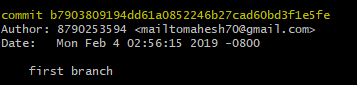 commit b7903809194dd61a0852246b27cad60bd3f1e5fe
Author: 8790253594 <mailtomahesh70@gmail.com>
Date:   Mon Feb 4 02:56:15 2019 -0800
    first branch